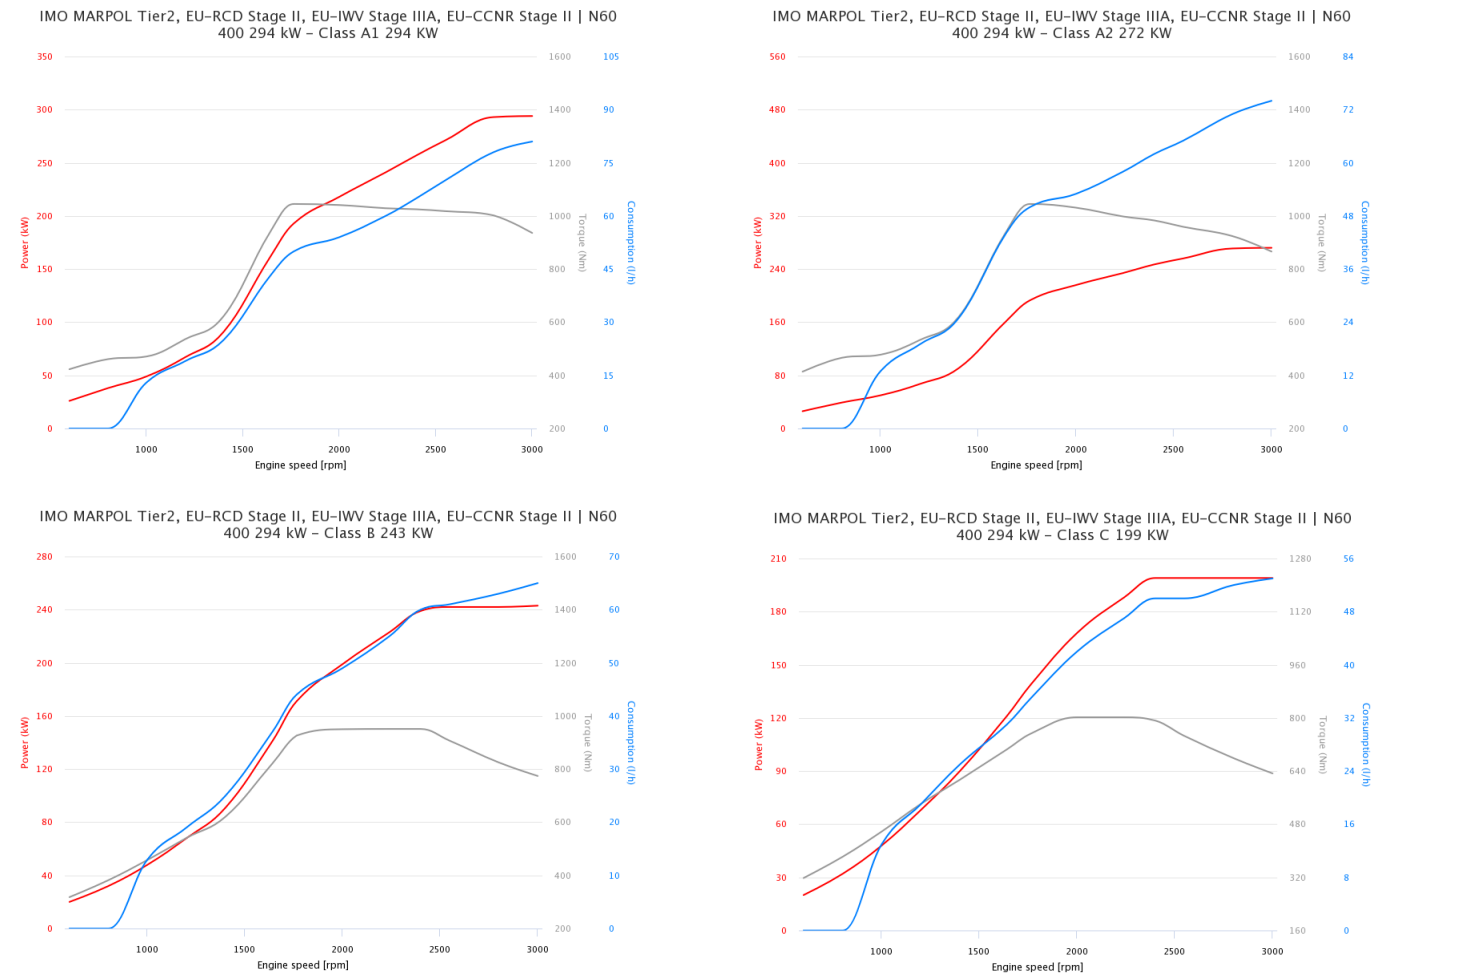 IMO MARPOL Tier2, EU-RCD Stage II, EU-IWV Stage IIIA, EU-CCNR Stage II | N60
400 294 kW - Class A1 294 KW
350 1600 105
300 1400 90
250 1200 75
200 1000 60
150 800 45
100 600 30
50 400 15
0 200 0
Power (kW)
Torque (Nm)
Consumption (l/h)
1000 1500 2000 2500 3000
Engine speed [rpm]
IMO MARPOL Tier2, EU-RCD Stage II, EU-IWV Stage IIIA, EU-CCNR Stage II | N60
400 294 kW - Class A2 272 KW
560 1600 84
480 1400 72
400 1200 60
320 1000 48
240 800 36
160 600 24
80 400 12
0 200 0
Power (kW)
Torque (Nm)
Consumption (l/h)
1000 1500 2000 2500 3000
Engine speed [rpm]
IMO MARPOL Tier2, EU-RCD Stage II, EU-IWV Stage IIIA, EU-CCNR Stage II | N60
400 294 kW - Class B 243 KW
280 1600 70
240 1400 60
200 1200 50
160 1000 40
120 800 30
80 600 20
40 400 10
0 200 0
Power (kW)
Torque (Nm)
Consumption (l/h)
1000 1500 2000 2500 3000
Engine speed [rpm]
IMO MARPOL Tier2, EU-RCD Stage II, EU-IWV Stage IIIA, EU-CCNR Stage II | N60
400 294 kW - Class C 199 KW
210 1280 56
180 1120 48
150 960 40
120 800 32
90 640 24
60 480 16
30 320 8
0 160 0
Power (kW)
Torque (Nm)
Consumption (l/h)
1000 1500 2000 2500 3000
Engine speed [rpm]